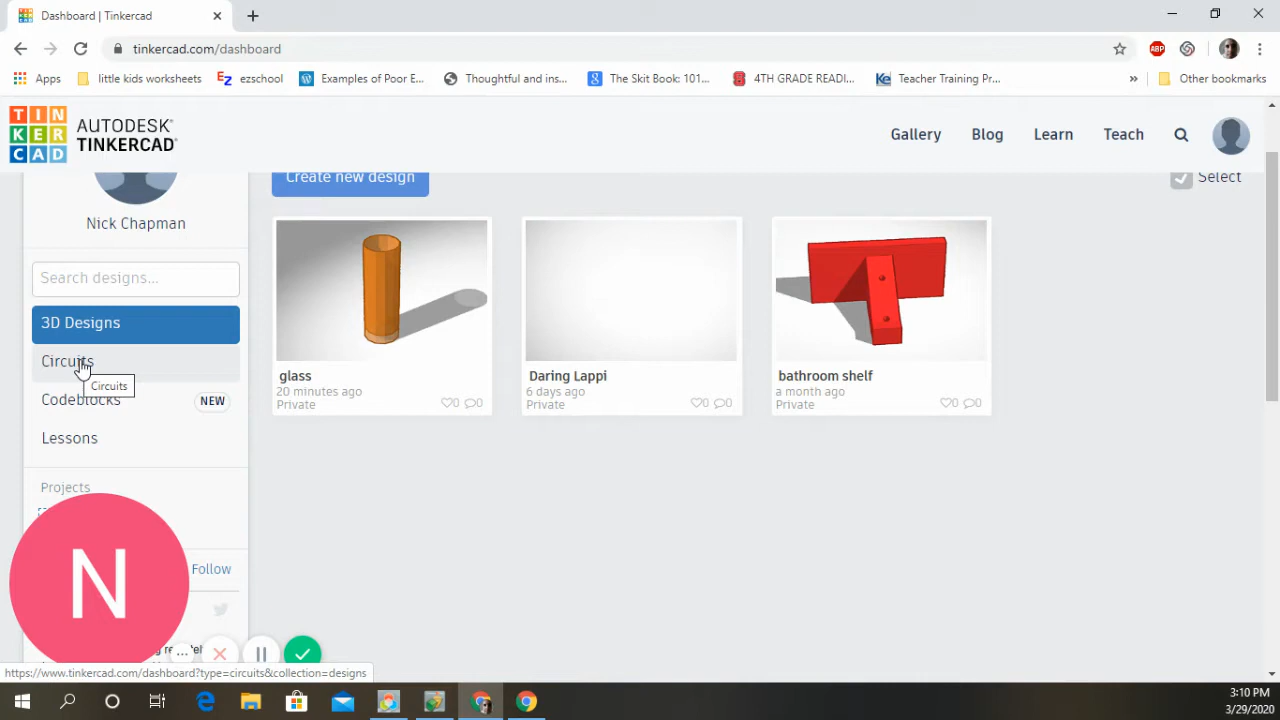 Dashboard | Tinkercad
tinkercad.com/dashboard
ABP
Apps
little kids worksheets
EZ ezschool
Examples of Poor E...
Thoughtful and ins...
The Skit Book: 101...
4TH GRADE READI...
Ke Teacher Training Pr...
»
Other bookmarks
TIN
KER
CAD
AUTODESK®
TINKERCAD®
Gallery
Blog
Learn
Teach
Create new design
Select
Nick Chapman
Search designs...
3D Designs
Circuits
Circuits
Codeblocks
NEW
Lessons
Projects
glass
20 minutes ago
Private
0 0
Daring Lappi
6 days ago
Private
0 0
bathroom shelf
a month ago
Private
0 0
N
Follow
...
https://www.tinkercad.com/dashboard?type=circuits&collection=designs
3:10 PM
3/29/2020